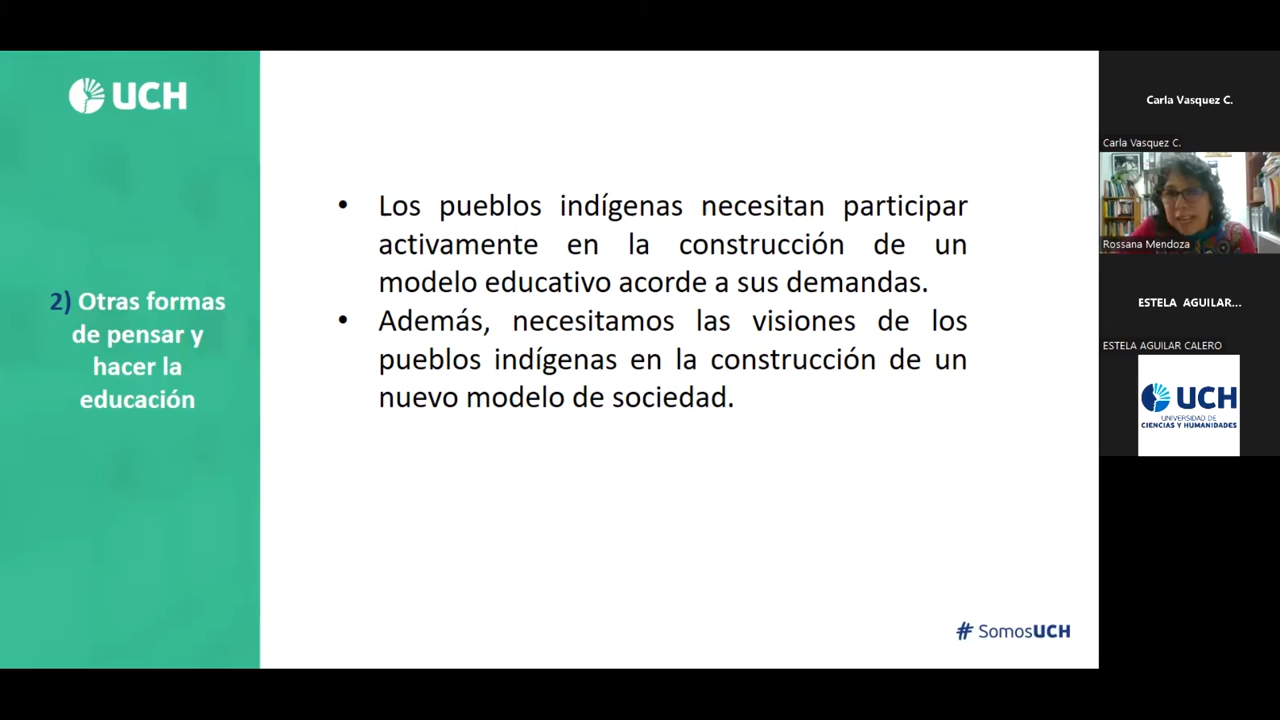 UCH
2) Otras formas
de pensar y
hacer la
educación
• Los pueblos indígenas necesitan participar
activamente en la construcción de un
modelo educativo acorde a sus demandas.
• Además, necesitamos las visiones de los
pueblos indígenas en la construcción de un
nuevo modelo de sociedad.
# SomosUCH
Carla Vasquez C.
Carla Vasquez C.
Rossana Mendoza
ESTELA AGUILAR...
ESTELA AGUILAR CALERO
UCH
UNIVERSIDAD DE
CIENCIAS Y HUMANIDADES